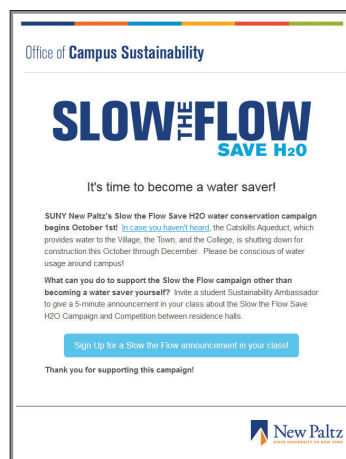 Office of Campus Sustainability
SLOW THE FLOW
SAVE H2O
It's time to become a water saver!
SUNY New Paltz's Slow the Flow Save H2O water conservation campaign
begins October 1st! In case you haven't heard, the Catskills Aqueduct, which
provides water to the Village, the Town, and the College, is shutting down for
construction this October through December. Please be conscious of water
usage around campus!
What can you do to support the Slow the Flow campaign other than
becoming a water saver yourself? Invite a student Sustainability Ambassador
to give a 5-minute announcement in your class about the Slow the Flow Save
H2O Campaign and Competition between residence halls.
Sign Up for a Slow the Flow announcement in your class!
Thank you for supporting this campaign!
New Paltz
STATE UNIVERSITY OF NEW YORK